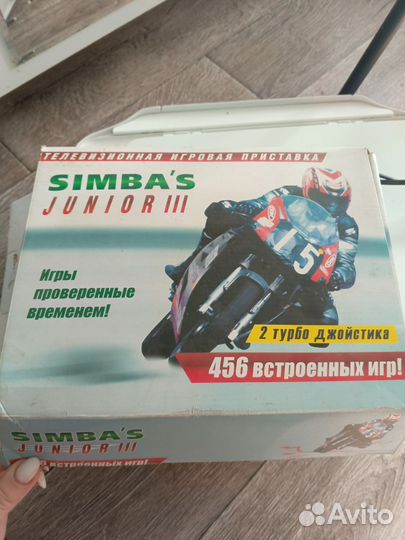 ТЕЛЕВИЗИОННАЯ ИГРОВАЯ ПРИСТАВКА
SIMBA'S
JUNIOR III
15
Игры
проверенные
временем!
2 турбо джойстика
456 встроенных игр!
SIMBA'S
JUNIOR III
встроенных игр!
Avito